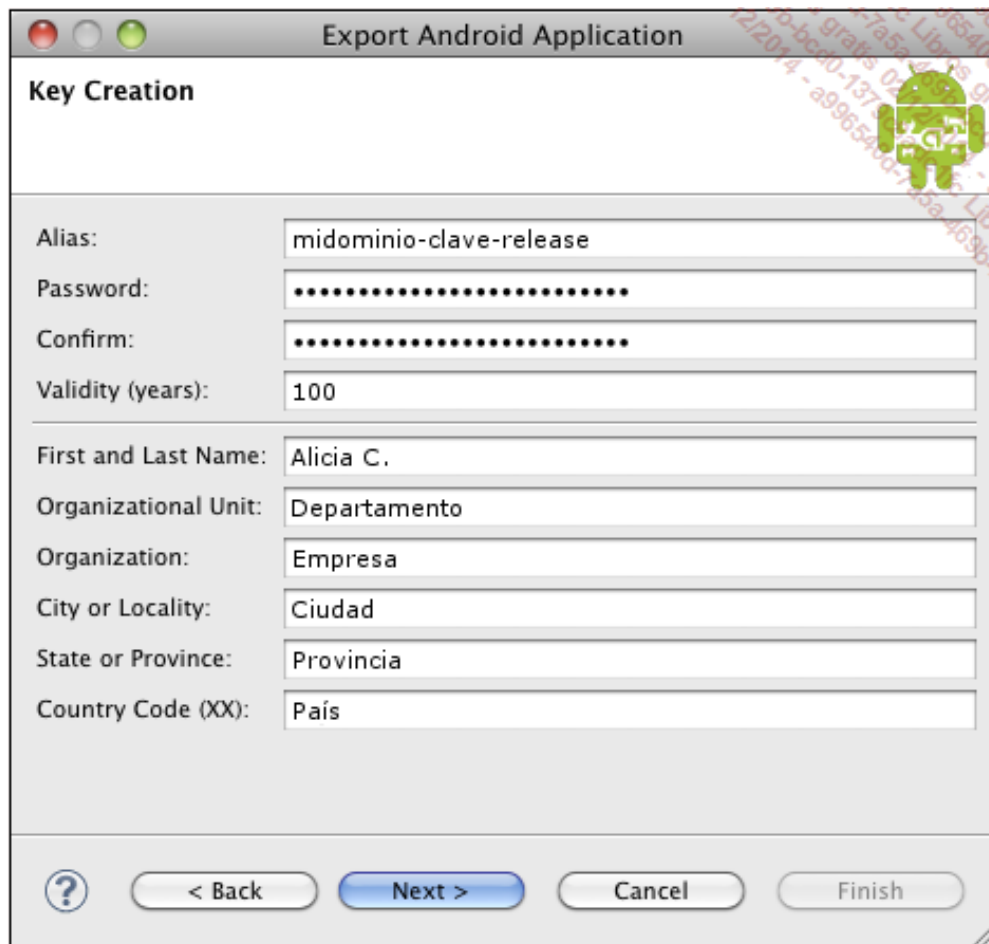 Export Android Application
Key Creation
Alias: midominio-clave-release
Password: ••••••••••••••••••••••••••
Confirm: ••••••••••••••••••••••••••
Validity (years): 100
First and Last Name: Alicia C.
Organizational Unit: Departamento
Organization: Empresa
City or Locality: Ciudad
State or Province: Provincia
Country Code (XX): País
? < Back Next > Cancel Finish